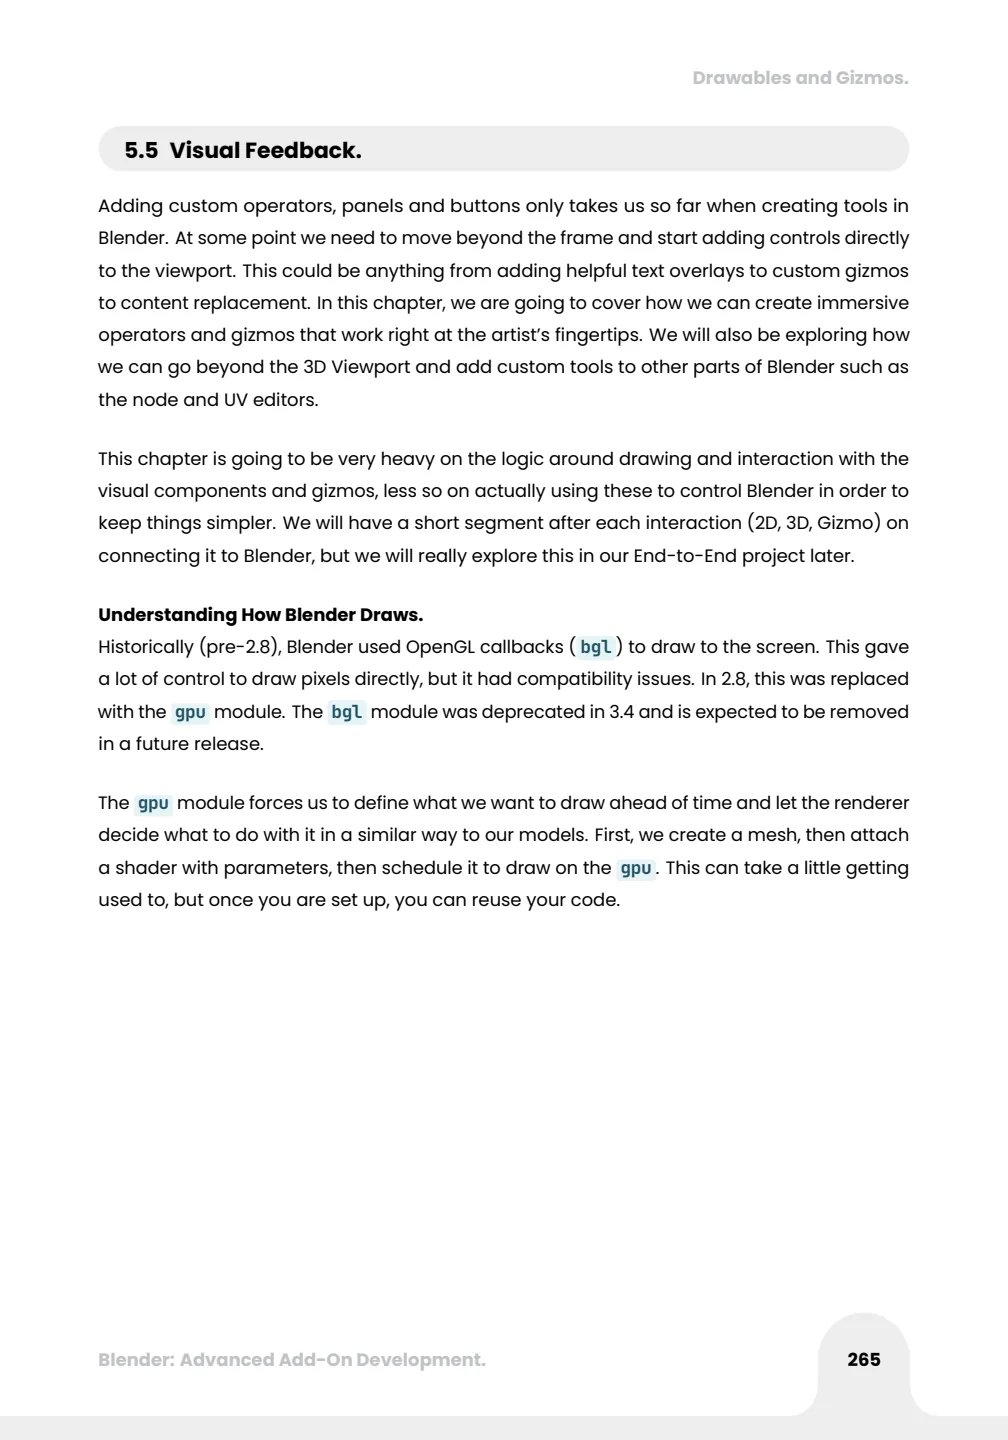 Drawables and Gizmos.
5.5 Visual Feedback.
Adding custom operators, panels and buttons only takes us so far when creating tools in
Blender. At some point we need to move beyond the frame and start adding controls directly
to the viewport. This could be anything from adding helpful text overlays to custom gizmos
to content replacement. In this chapter, we are going to cover how we can create immersive
operators and gizmos that work right at the artist’s fingertips. We will also be exploring how
we can go beyond the 3D Viewport and add custom tools to other parts of Blender such as
the node and UV editors.
This chapter is going to be very heavy on the logic around drawing and interaction with the
visual components and gizmos, less so on actually using these to control Blender in order to
keep things simpler. We will have a short segment after each interaction (2D, 3D, Gizmo) on
connecting it to Blender, but we will really explore this in our End-to-End project later.
Understanding How Blender Draws.
Historically (pre-2.8), Blender used OpenGL callbacks ( bgl ) to draw to the screen. This gave
a lot of control to draw pixels directly, but it had compatibility issues. In 2.8, this was replaced
with the gpu module. The bgl module was deprecated in 3.4 and is expected to be removed
in a future release.
The gpu module forces us to define what we want to draw ahead of time and let the renderer
decide what to do with it in a similar way to our models. First, we create a mesh, then attach
a shader with parameters, then schedule it to draw on the gpu . This can take a little getting
used to, but once you are set up, you can reuse your code.
Blender: Advanced Add-On Development.
265